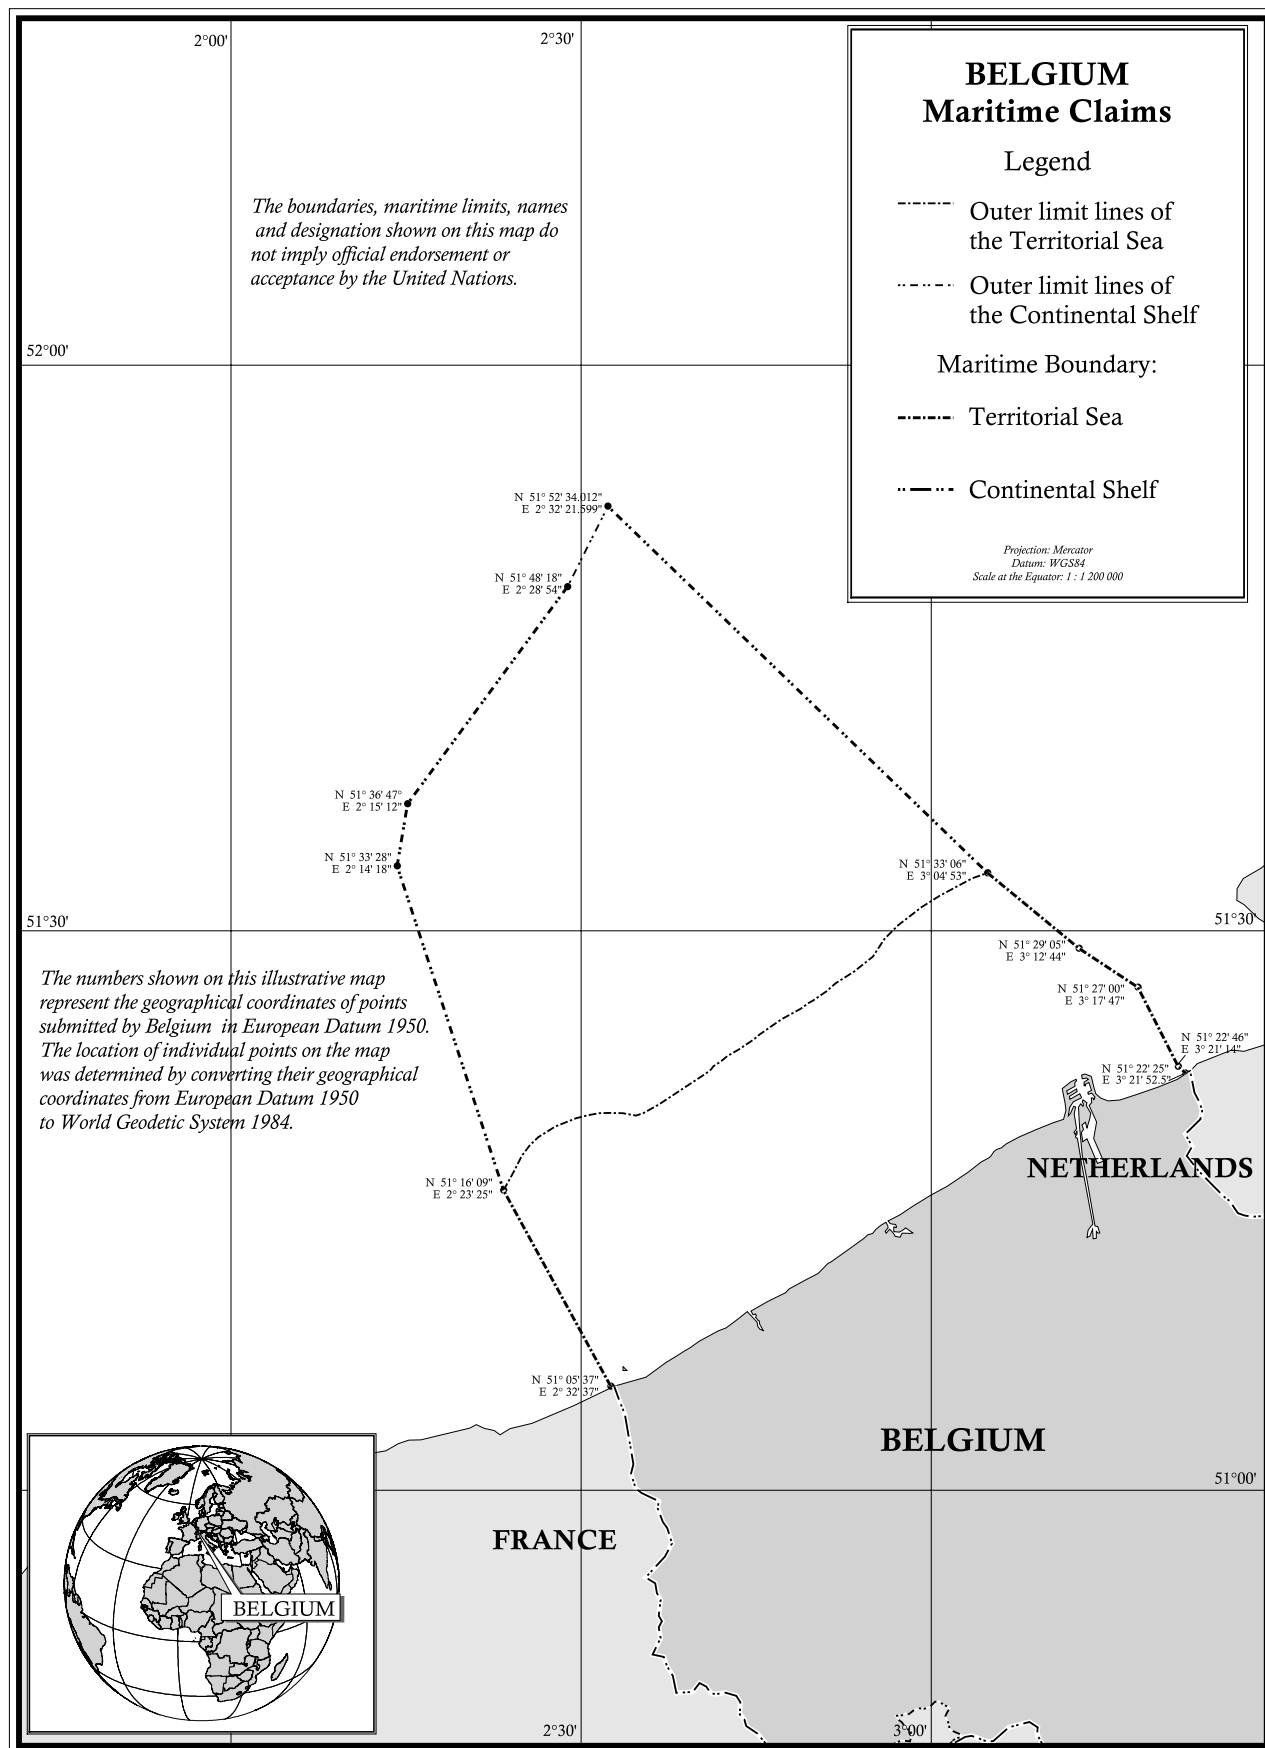 2°00'
2°30'
BELGIUM
Maritime Claims
Legend
Outer limit lines of
the Territorial Sea
Outer limit lines of
the Continental Shelf
Maritime Boundary:
Territorial Sea
Continental Shelf
Projection: Mercator
Datum: WGS84
Scale at the Equator: 1 : 1 200 000
The boundaries, maritime limits, names
and designation shown on this map do
not imply official endorsement or
acceptance by the United Nations.
52°00'
N 51° 52' 34.012"
E 2° 32' 21.599"
N 51° 48' 18"
E 2° 28' 54"
N 51° 36' 47°
E 2° 15' 12"
N 51° 33' 28"
E 2° 14' 18"
N 51° 33' 06"
E 3° 04' 53"
51°30'
51°30'
N 51° 29' 05"
E 3° 12' 44"
The numbers shown on this illustrative map
represent the geographical coordinates of points
submitted by Belgium in European Datum 1950.
The location of individual points on the map
was determined by converting their geographical
coordinates from European Datum 1950
to World Geodetic System 1984.
N 51° 27' 00"
E 3° 17' 47"
N 51° 22' 46"
E 3° 21' 14"
N 51° 22' 25"
E 3° 21' 52.5"
NETHERLANDS
N 51° 16' 09"
E 2° 23' 25"
N 51° 05' 37"
E 2° 32' 37"
BELGIUM
51°00'
FRANCE
BELGIUM
2°30'
3°00'